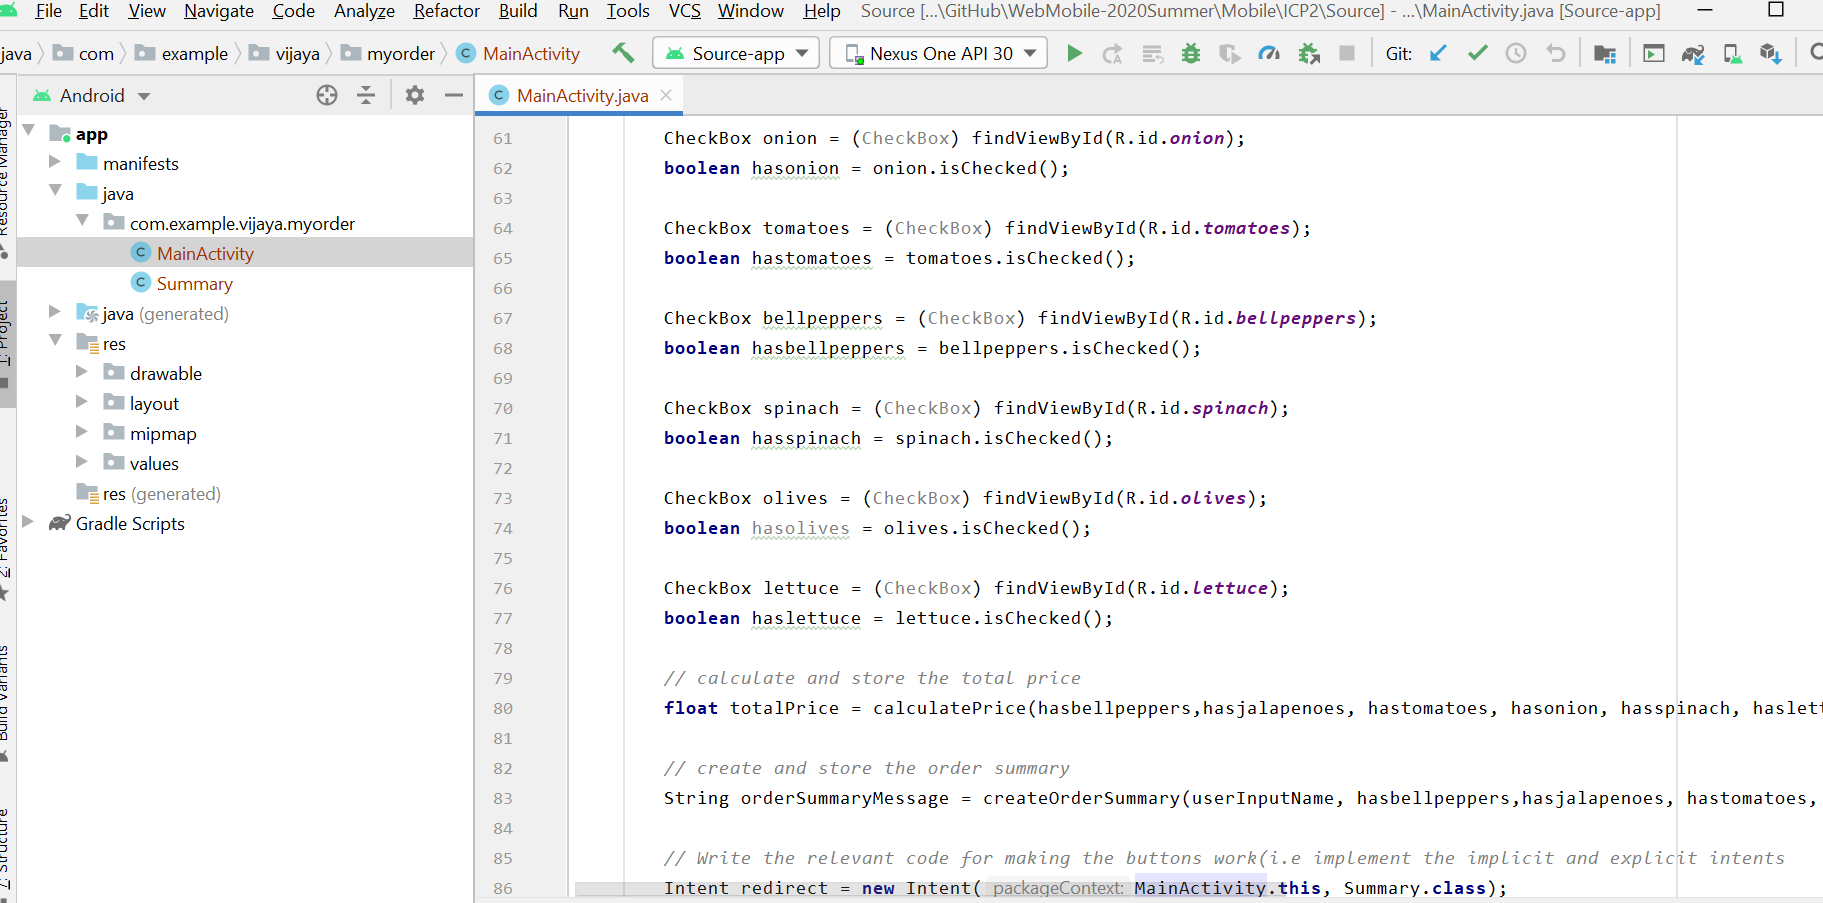 File Edit View Navigate Code Analyze Refactor Build Run Tools VCS Window Help Source [...\GitHub\WebMobile-2020Summer\Mobile\ICP2\Source] - ...\MainActivity.java [Source-app]
java com example vijaya myorder MainActivity Source-app Nexus One API 30 Git:
Android
MainActivity.java
app
manifests
java
com.example.vijaya.myorder
MainActivity
Summary
java (generated)
res
drawable
layout
mipmap
values
res (generated)
Gradle Scripts
Resource Manager
1: Project
2: Favorites
Build Variants
7: Structure
61 CheckBox onion = (CheckBox) findViewById(R.id.onion);
62 boolean hasonion = onion.isChecked();
63
64 CheckBox tomatoes = (CheckBox) findViewById(R.id.tomatoes);
65 boolean hastomatoes = tomatoes.isChecked();
66
67 CheckBox bellpeppers = (CheckBox) findViewById(R.id.bellpeppers);
68 boolean hasbellpeppers = bellpeppers.isChecked();
69
70 CheckBox spinach = (CheckBox) findViewById(R.id.spinach);
71 boolean hasspinach = spinach.isChecked();
72
73 CheckBox olives = (CheckBox) findViewById(R.id.olives);
74 boolean hasolives = olives.isChecked();
75
76 CheckBox lettuce = (CheckBox) findViewById(R.id.lettuce);
77 boolean haslettuce = lettuce.isChecked();
78
79 // calculate and store the total price
80 float totalPrice = calculatePrice(hasbellpeppers,hasjalapenoes, hastomatoes, hasonion, hasspinach, haslett
81
82 // create and store the order summary
83 String orderSummaryMessage = createOrderSummary(userInputName, hasbellpeppers,hasjalapenoes, hastomatoes,
84
85 // Write the relevant code for making the buttons work(i.e implement the implicit and explicit intents
86 Intent redirect = new Intent( packageContext: MainActivity.this, Summary.class);